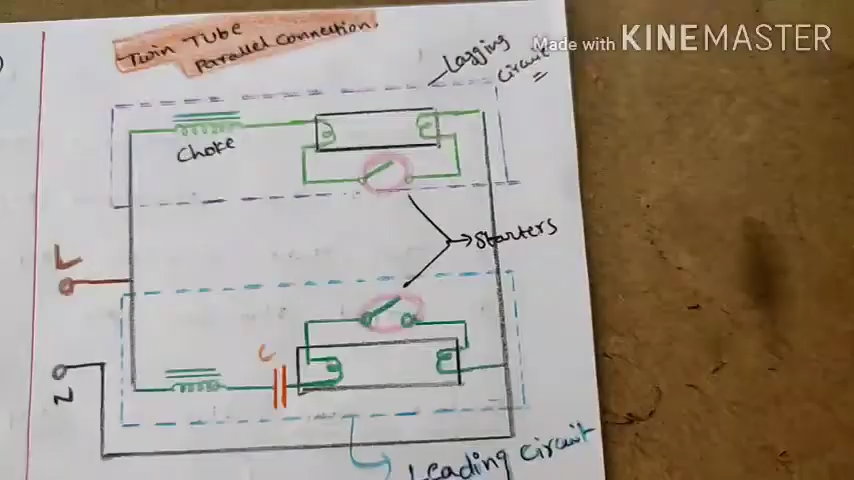 Made with KINEMASTER
Twin TUBE
Parallel Connection.
Lagging
Circuit
Choke
Starters
L
N
C
Leading Circuit